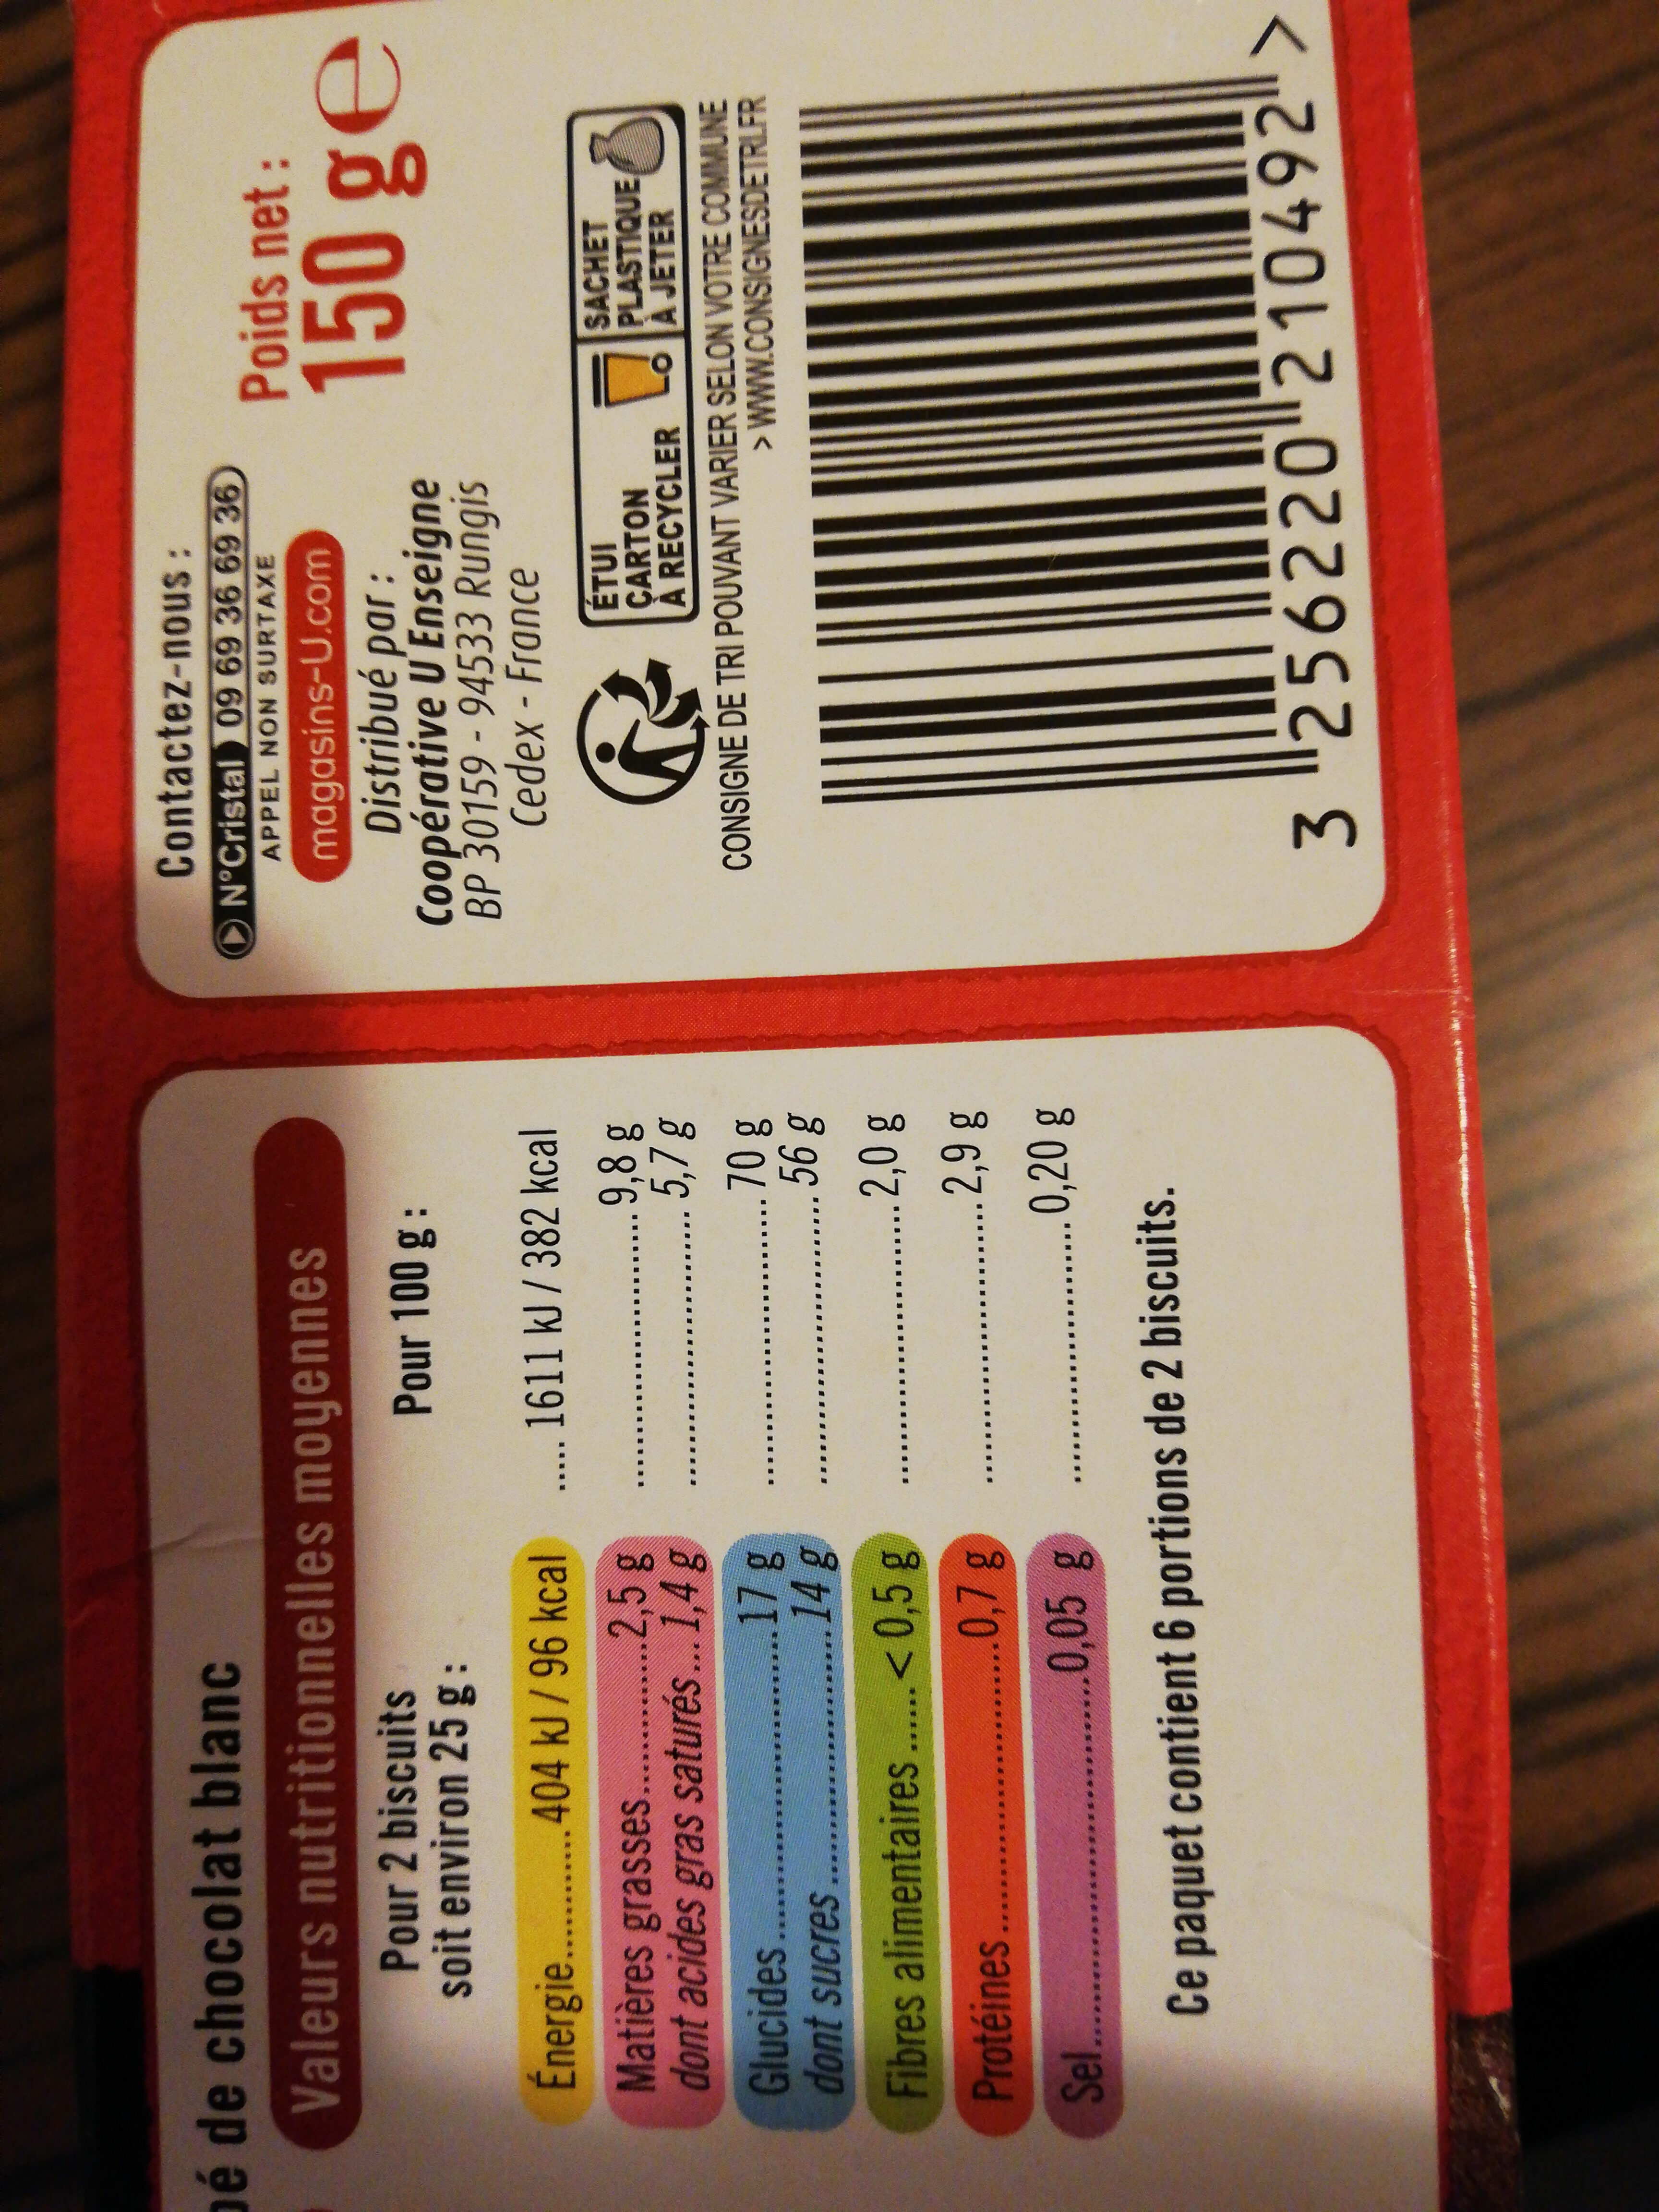 de chocolat blanc
Valeurs nutritionnelles moyennes
Pour 2 biscuits
soit environ 25 g :
Pour 100 g :
Énergie..........404 kJ / 96 kcal ..... 1611 kJ / 382 kcal
Matières grasses.............2,5 g ........................... 9,8 g
dont acides gras saturés... 1,4 g ........................... 5,7 g
Glucides.........................17 g ........................... 70 g
dont sucres....................14 g ........................... 56 g
Fibres alimentaires ...... < 0,5 g ........................... 2,0 g
Protéines.......................0,7 g ........................... 2,9 g
Sel..............................0,05 g ........................... 0,20 g
Ce paquet contient 6 portions de 2 biscuits.
Contactez-nous :
N°Cristal 09 69 36 69 36
APPEL NON SURTAXE
magasins-U.com
Poids net :
150 g e
Distribué par :
Coopérative U Enseigne
BP 30159 - 94533 Rungis
Cedex - France
ÉTUI
CARTON
À RECYCLER
SACHET
PLASTIQUE
À JETER
CONSIGNE DE TRI POUVANT VARIER SELON VOTRE COMMUNE
> WWW.CONSIGNESDETRI.FR
3 256220 210492 >